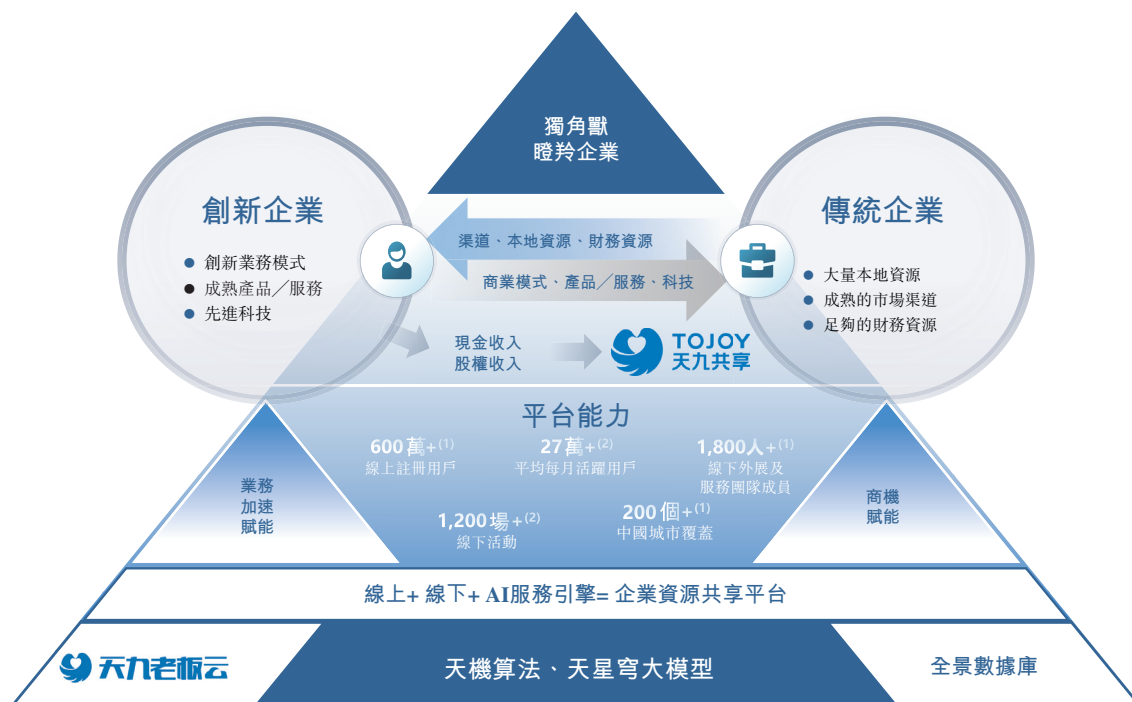 獨角獸
瞪羚企業
創新企業
● 創新業務模式
● 成熟產品／服務
● 先進科技
傳統企業
● 大量本地資源
● 成熟的市場渠道
● 足夠的財務資源
渠道、本地資源、財務資源
商業模式、產品／服務、科技
現金收入
股權收入
TOJOY
天九共享
平台能力
600萬+(1)
線上註冊用戶
27萬+(2)
平均每月活躍用戶
1,800人+(1)
線下外展及
服務團隊成員
1,200場+(2)
線下活動
200個+(1)
中國城市覆蓋
業務
加速
賦能
商機
賦能
線上+ 線下+ AI服務引擎= 企業資源共享平台
天九老板云
天機算法、天星穹大模型
全景數據庫